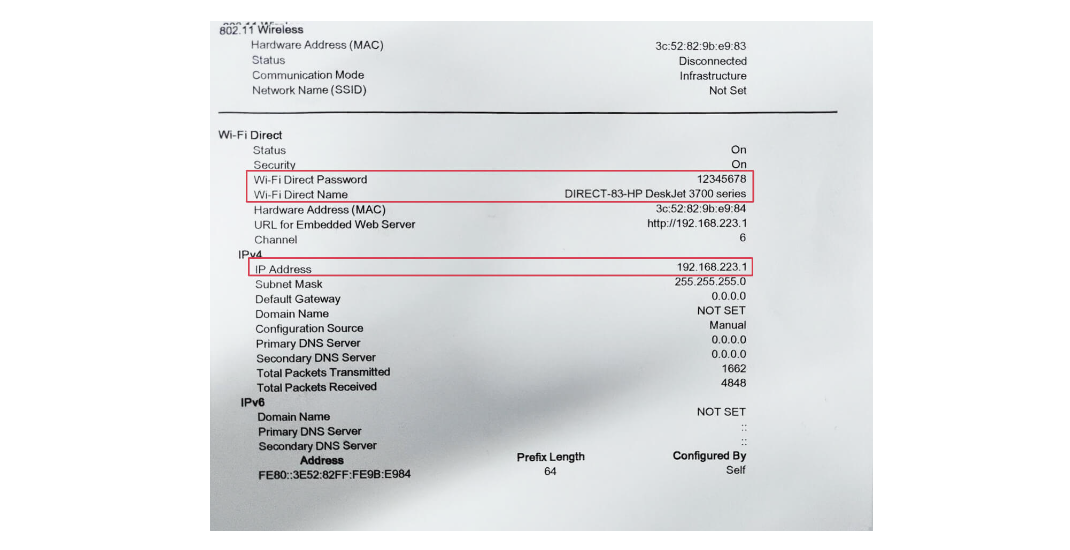 802.11 Wireless
Hardware Address (MAC) 3c:52:82:9b:e9:83
Status Disconnected
Communication Mode Infrastructure
Network Name (SSID) Not Set
Wi-Fi Direct
Status On
Security On
Wi-Fi Direct Password 12345678
Wi-Fi Direct Name DIRECT-83-HP DeskJet 3700 series
Hardware Address (MAC) 3c:52:82:9b:e9:84
URL for Embedded Web Server http://192.168.223.1
Channel 6
IPv4
IP Address 192.168.223.1
Subnet Mask 255.255.255.0
Default Gateway 0.0.0.0
Domain Name NOT SET
Configuration Source Manual
Primary DNS Server 0.0.0.0
Secondary DNS Server 0.0.0.0
Total Packets Transmitted 1662
Total Packets Received 4848
IPv6
Domain Name NOT SET
Primary DNS Server ::
Secondary DNS Server ::
Address Prefix Length Configured By
FE80::3E52:82FF:FE9B:E984 64 Self